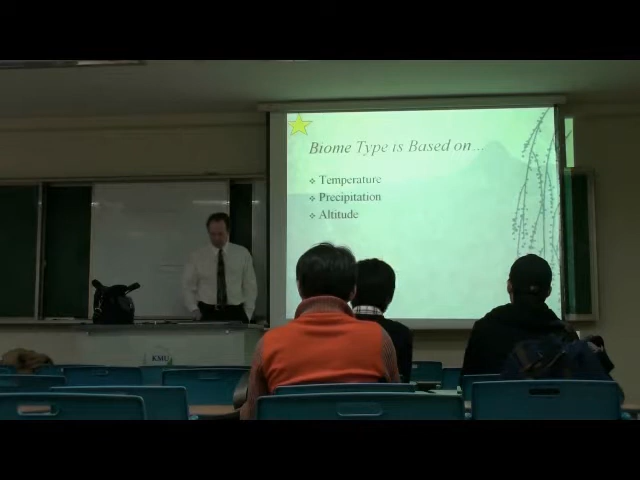 Biome Type is Based on...
Temperature
Precipitation
Altitude